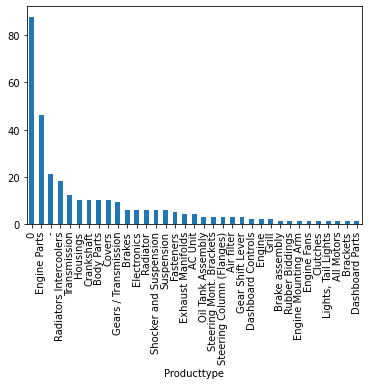 80
60
40
20
0
0
Engine Parts
-
Radiators Intercoolers
Transmission
Housings
Crankshaft
Body Parts
Covers
Gears / Transmission
Brakes
Electronics
Radiator
Shocker and Suspension
Suspension
Fasteners
Exhaust Manifolds
AC Unit
Oil Tank Assembly
Steering Mont. Brackets
Steering Column (Flanges)
Air filter
Gear Shift Lever
Dashboard Controls
Engine
Grill
Brake assembly
Rubber Biddings
Engine Mounting Arm
Engine Fans
Clutches
Lights, Tail Lights
All Motors
Brackets
Dashboard Parts
Producttype